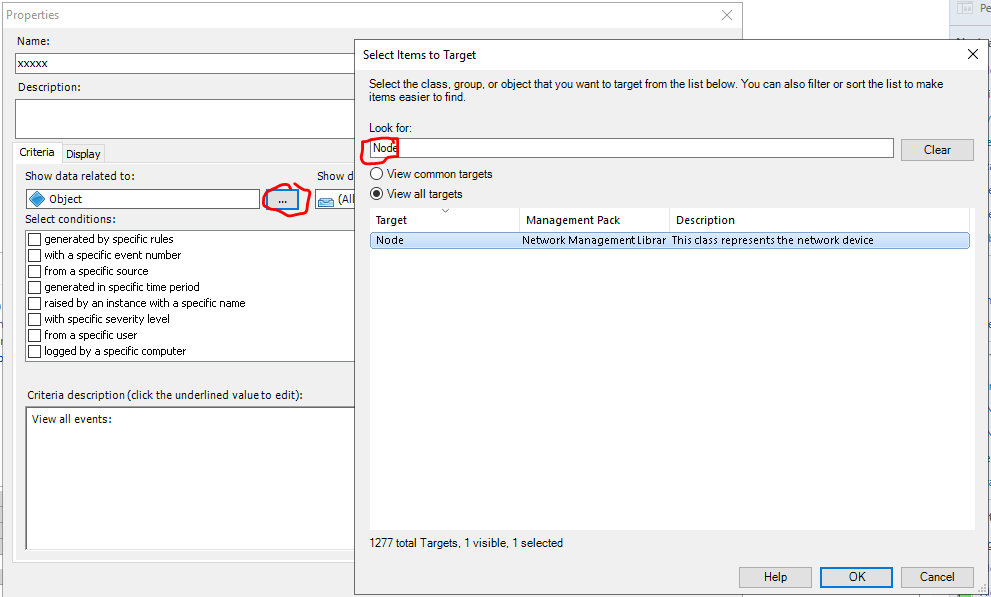 Properties
Name:
xxxxx
Description:
Criteria
Display
Show data related to:
Show d
Object
...
(All
Select conditions:
generated by specific rules
with a specific event number
from a specific source
generated in specific time period
raised by an instance with a specific name
with specific severity level
from a specific user
logged by a specific computer
Criteria description (click the underlined value to edit):
View all events:
Select Items to Target
Select the class, group, or object that you want to target from the list below. You can also filter or sort the list to make
items easier to find.
Look for:
Node
Clear
View common targets
View all targets
Target Management Pack Description
Node Network Management Librar This class represents the network device
1277 total Targets, 1 visible, 1 selected
Help OK Cancel
Pe